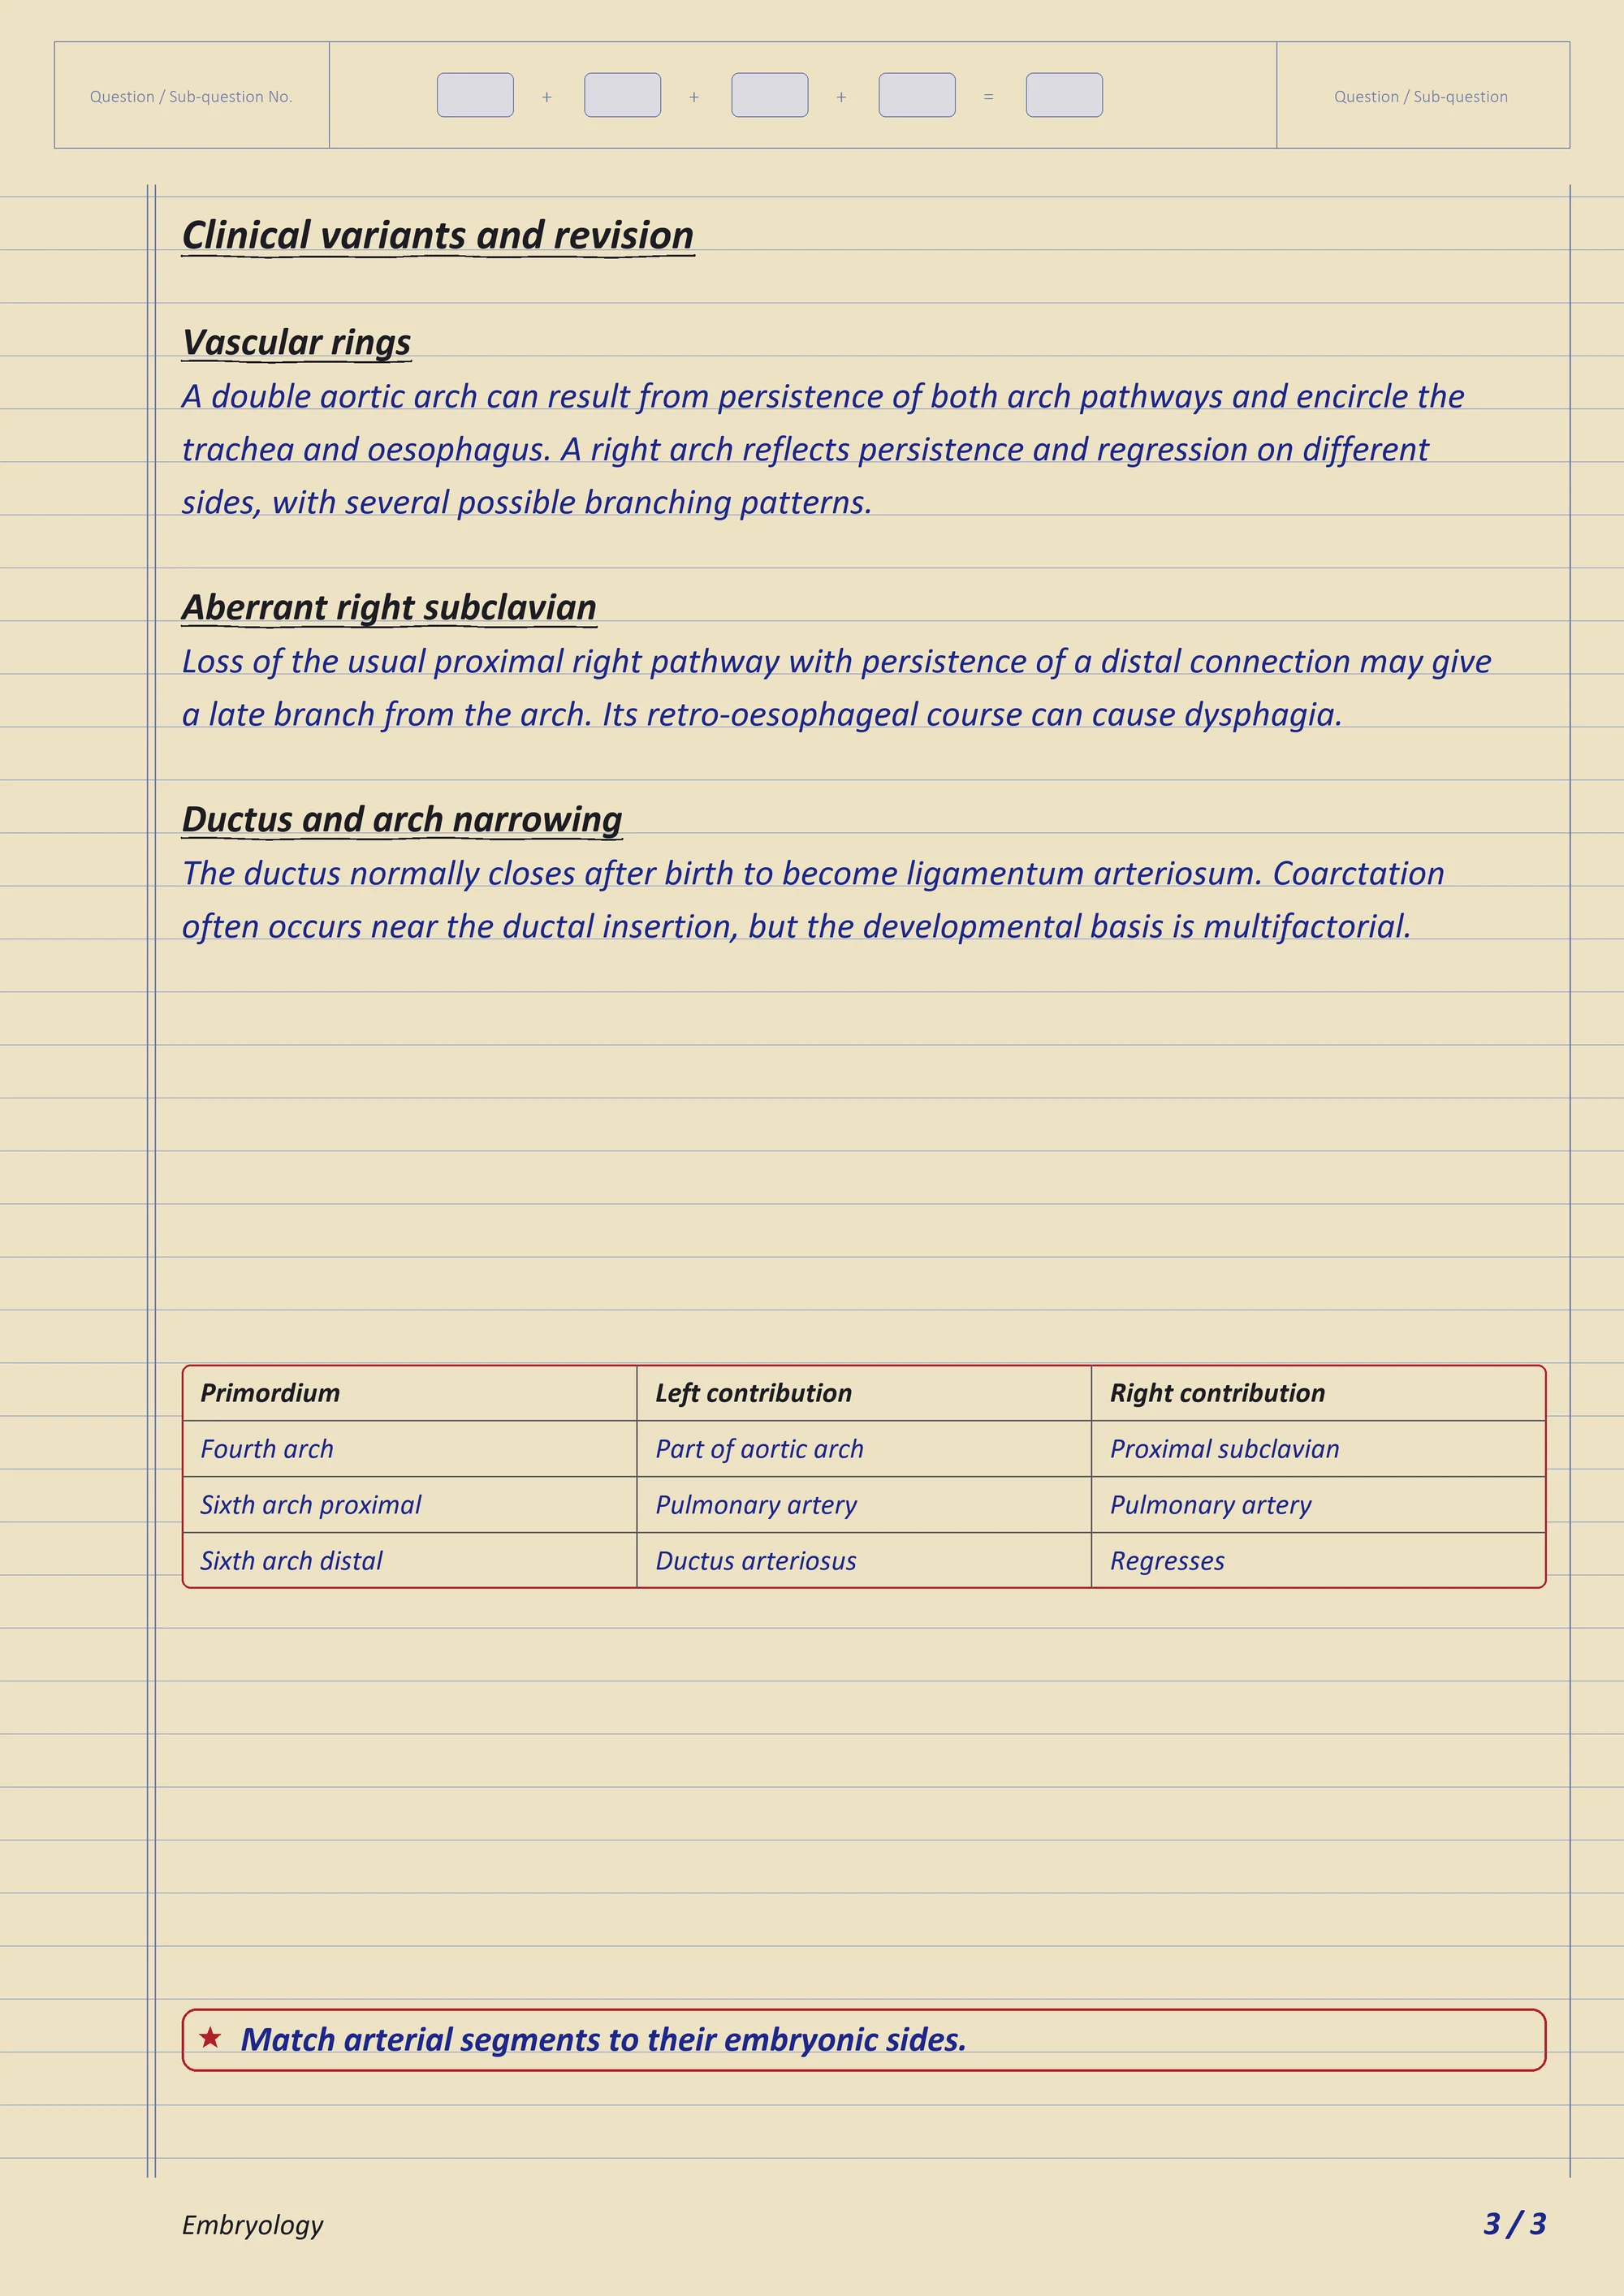 Question / Sub-question No.
+ + + =
Question / Sub-question
Clinical variants and revision
Vascular rings
A double aortic arch can result from persistence of both arch pathways and encircle the
trachea and oesophagus. A right arch reflects persistence and regression on different
sides, with several possible branching patterns.
Aberrant right subclavian
Loss of the usual proximal right pathway with persistence of a distal connection may give
a late branch from the arch. Its retro-oesophageal course can cause dysphagia.
Ductus and arch narrowing
The ductus normally closes after birth to become ligamentum arteriosum. Coarctation
often occurs near the ductal insertion, but the developmental basis is multifactorial.
Primordium Left contribution Right contribution
Fourth arch Part of aortic arch Proximal subclavian
Sixth arch proximal Pulmonary artery Pulmonary artery
Sixth arch distal Ductus arteriosus Regresses
★ Match arterial segments to their embryonic sides.
Embryology 3 / 3